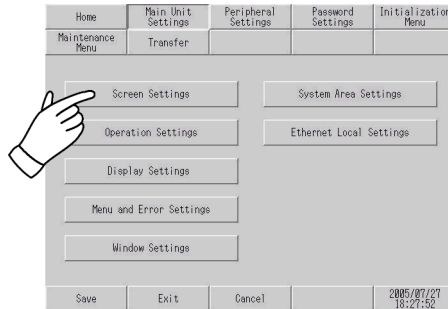 Home
Main Unit
Settings
Peripheral
Settings
Password
Settings
Initialization
Menu
Maintenance
Menu
Transfer
Screen Settings
System Area Settings
Operation Settings
Ethernet Local Settings
Display Settings
Menu and Error Settings
Window Settings
Save
Exit
Cancel
2005/07/27
18:27:52